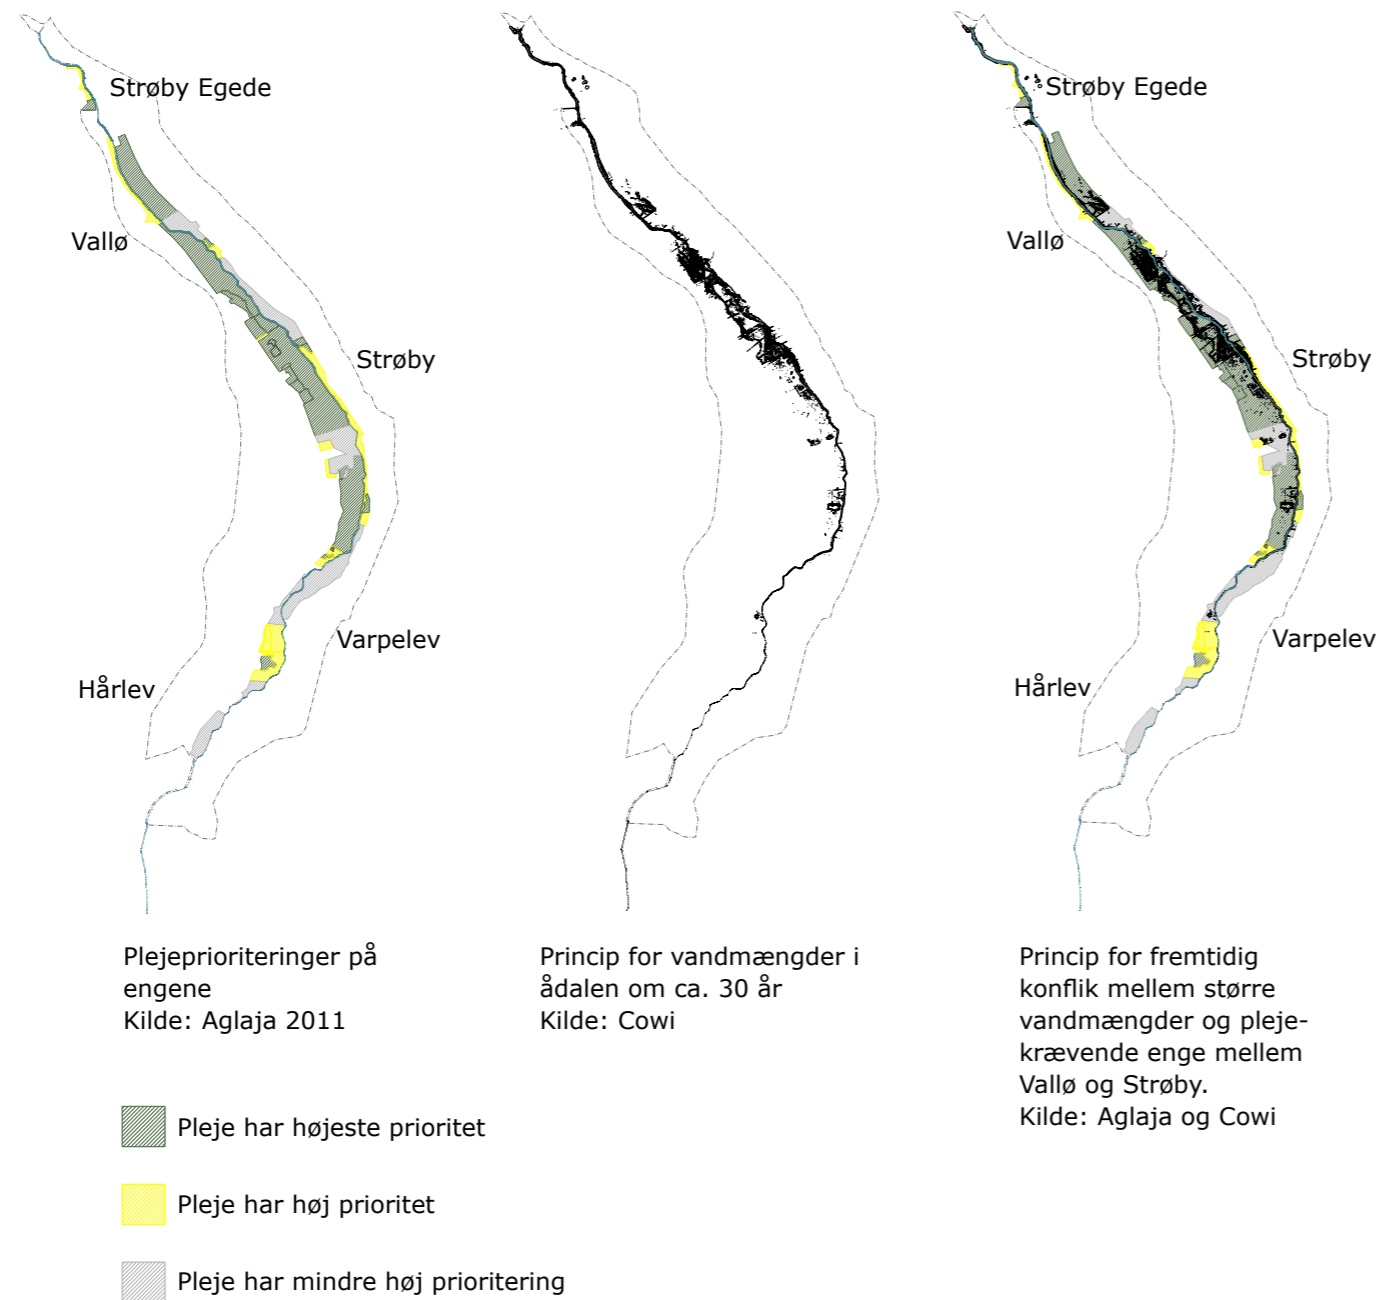 Strøby Egede
Vallø
Strøby
Varpelev
Hårlev
Strøby Egede
Vallø
Strøby
Varpelev
Hårlev
Plejeprioriteringer på
engene
Kilde: Aglaja 2011
Princip for vandmængder i
ådalen om ca. 30 år
Kilde: Cowi
Princip for fremtidig
konflik mellem større
vandmængder og pleje-
krævende enge mellem
Vallø og Strøby.
Kilde: Aglaja og Cowi
Pleje har højeste prioritet
Pleje har høj prioritet
Pleje har mindre høj prioritering